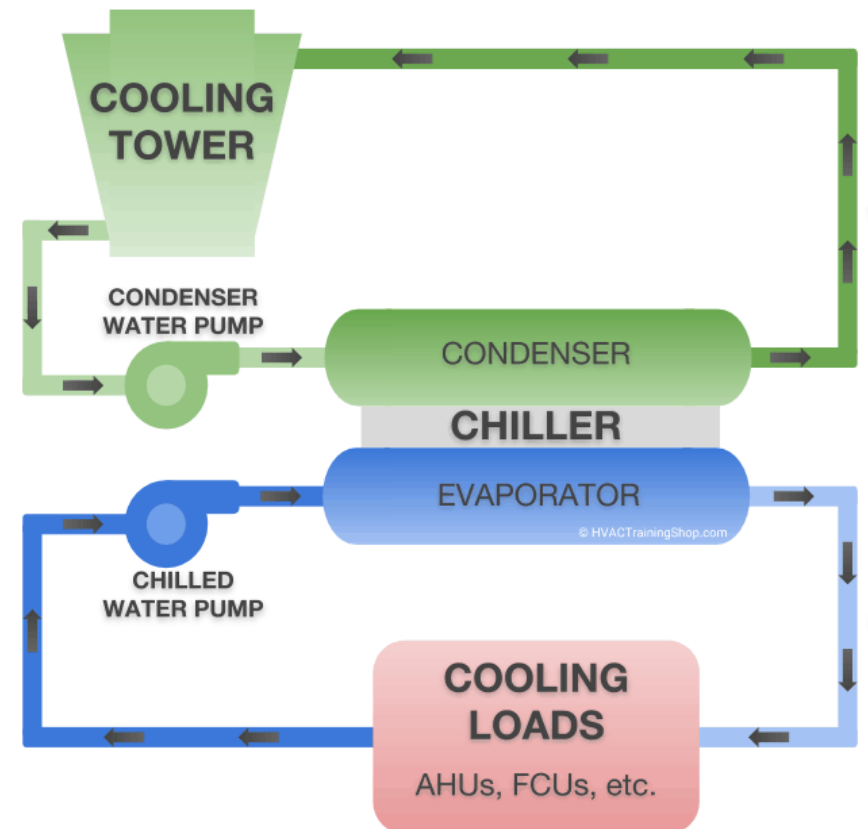 COOLING
TOWER
CONDENSER
WATER PUMP
CONDENSER
CHILLER
EVAPORATOR
© HVACTrainingShop.com
CHILLED
WATER PUMP
COOLING
LOADS
AHUs, FCUs, etc.